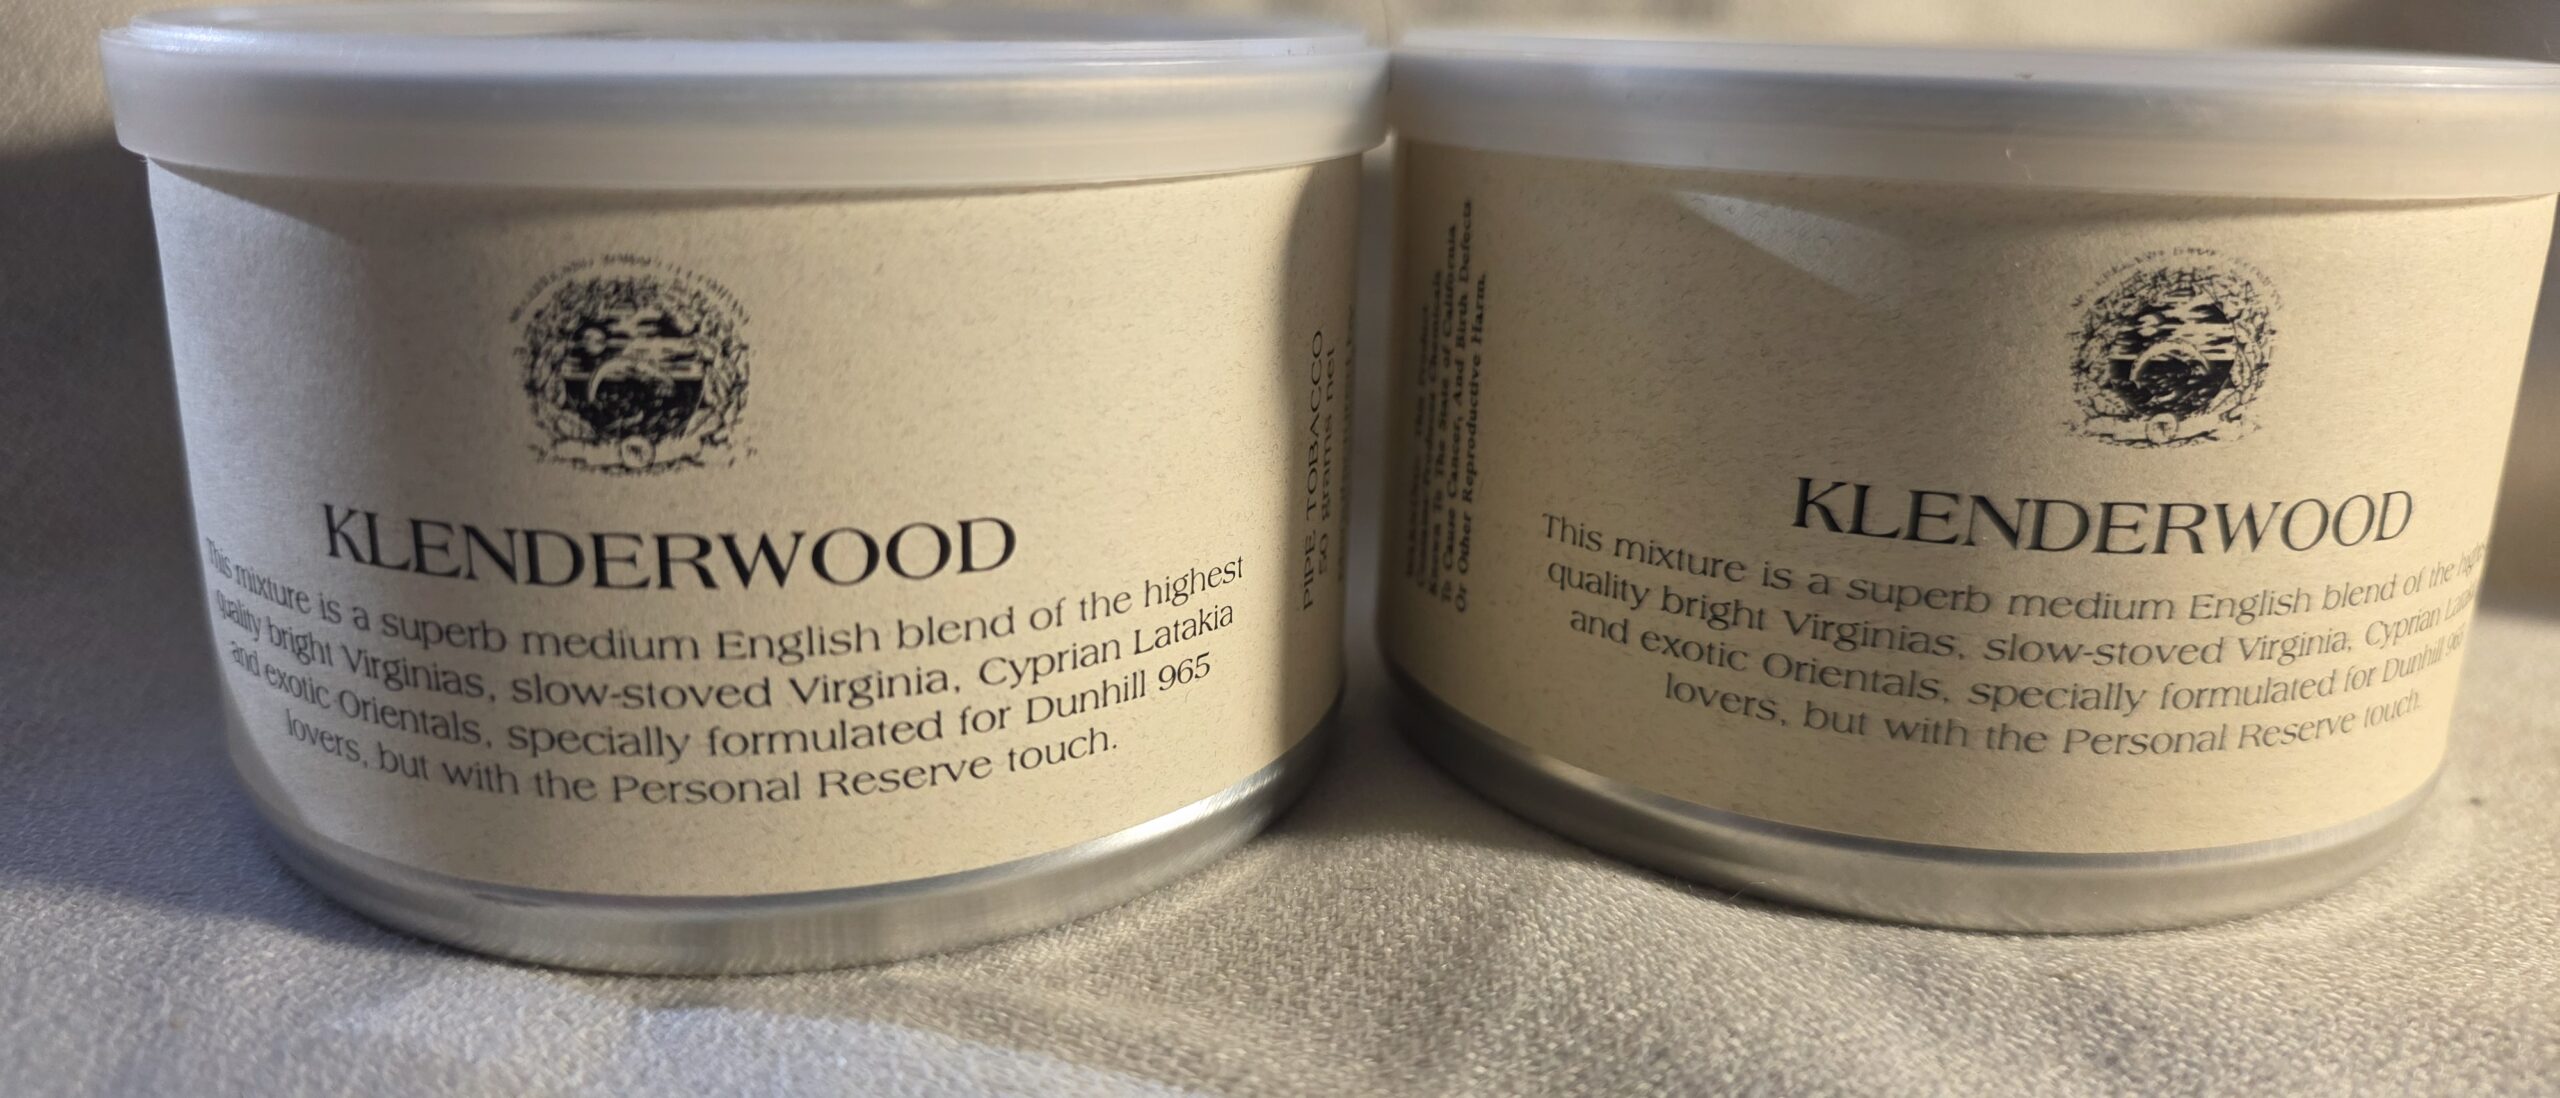 KLENDERWOOD
This mixture is a superb medium English blend of the highest
quality bright Virginias, slow-stoved Virginia, Cyprian Latakia
and exotic Orientals, specially formulated for Dunhill 965
lovers, but with the Personal Reserve touch.
PIPE TOBACCO
50 grams net
Known To The State of California
To Cause Cancer, And Birth Defects
Or Other Reproductive Harm.
KLENDERWOOD
This mixture is a superb medium English blend of the
quality bright Virginias, slow-stoved Virginia, Cyprian
and exotic Orientals, specially formulated for Dunhill
lovers, but with the Personal Reserve touch.